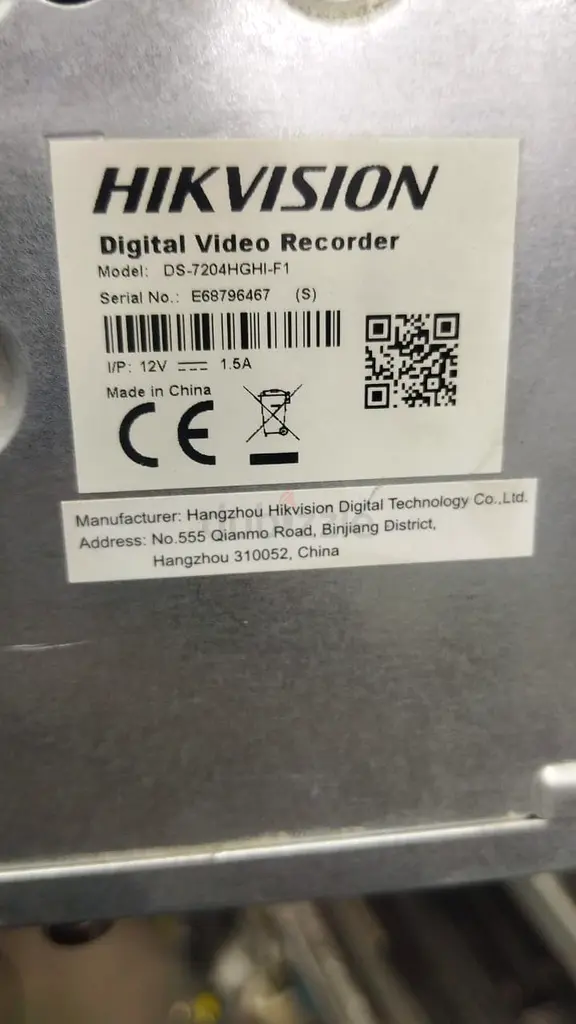 HIKVISION
Digital Video Recorder
Model: DS-7204HGHI-F1
Serial No.: E68796467 (S)
I/P: 12V ⎓ 1.5A
Made in China
CE
Manufacturer: Hangzhou Hikvision Digital Technology Co.,Ltd.
Address: No.555 Qianmo Road, Binjiang District,
Hangzhou 310052, China